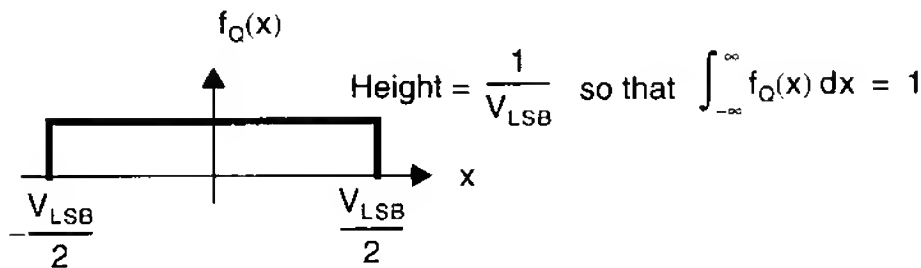 f_Q(x)
Height = 1/V_LSB so that ∫_{-∞}^{∞} f_Q(x) dx = 1
x
-V_LSB/2
V_LSB/2